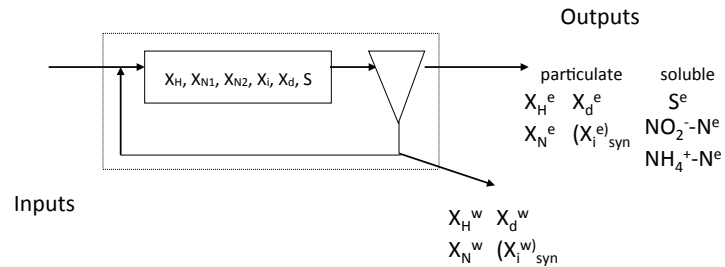 Outputs
X_H, X_N1, X_N2, X_i, X_d, S
particulate soluble
X_H^e X_d^e S^e
X_N^e (X_i^e)_syn NO_2^--N^e
NH_4^+-N^e
Inputs
X_H^w X_d^w
X_N^w (X_i^w)_syn